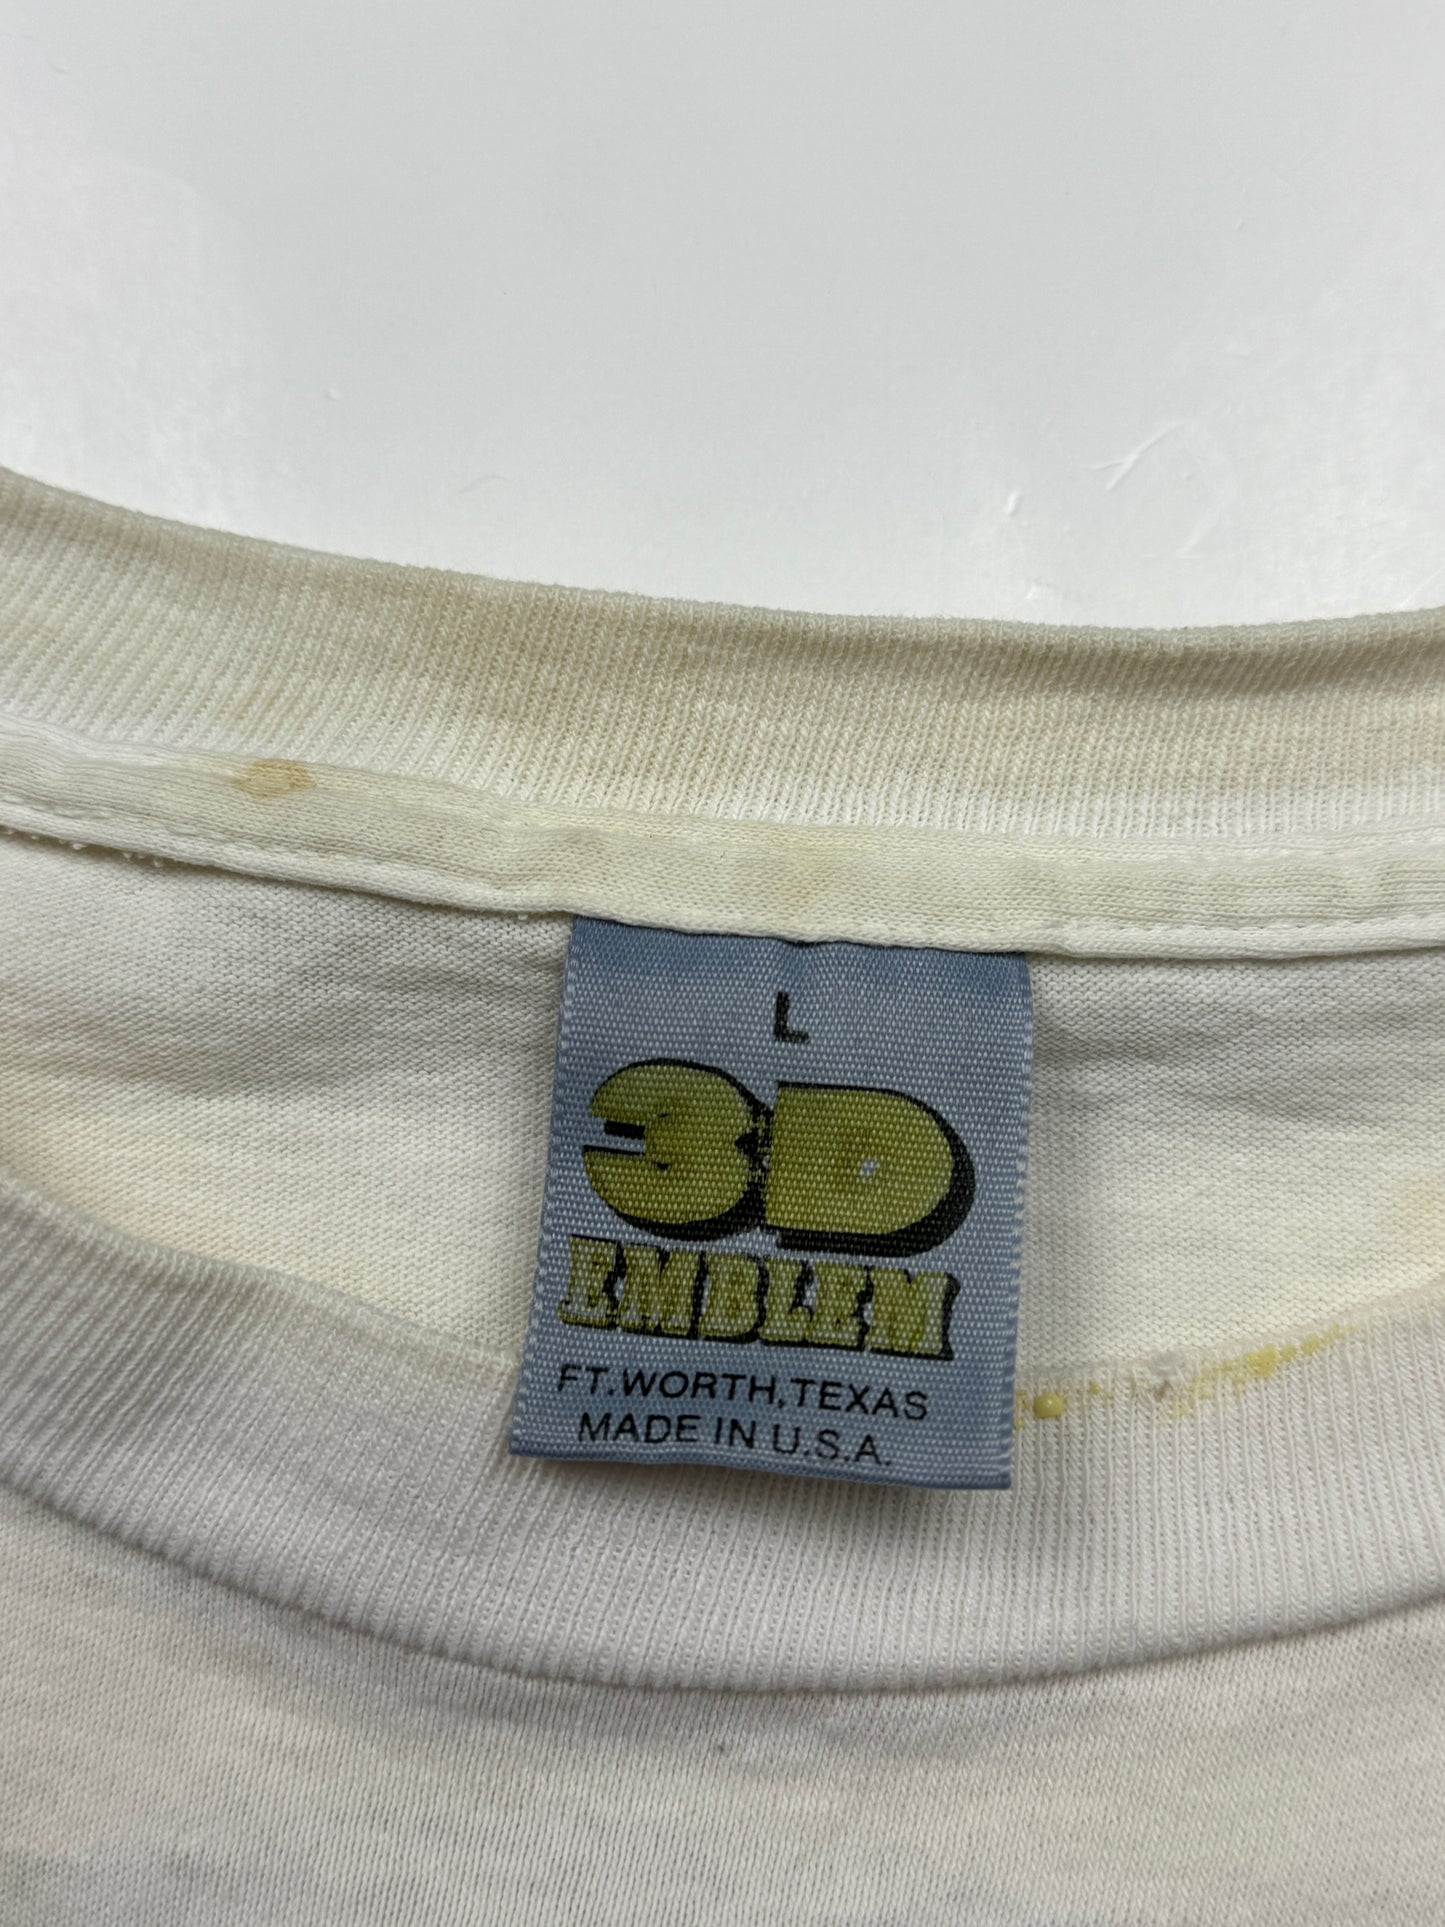 L
3D
EMBLEM
FT. WORTH, TEXAS
MADE IN U.S.A.